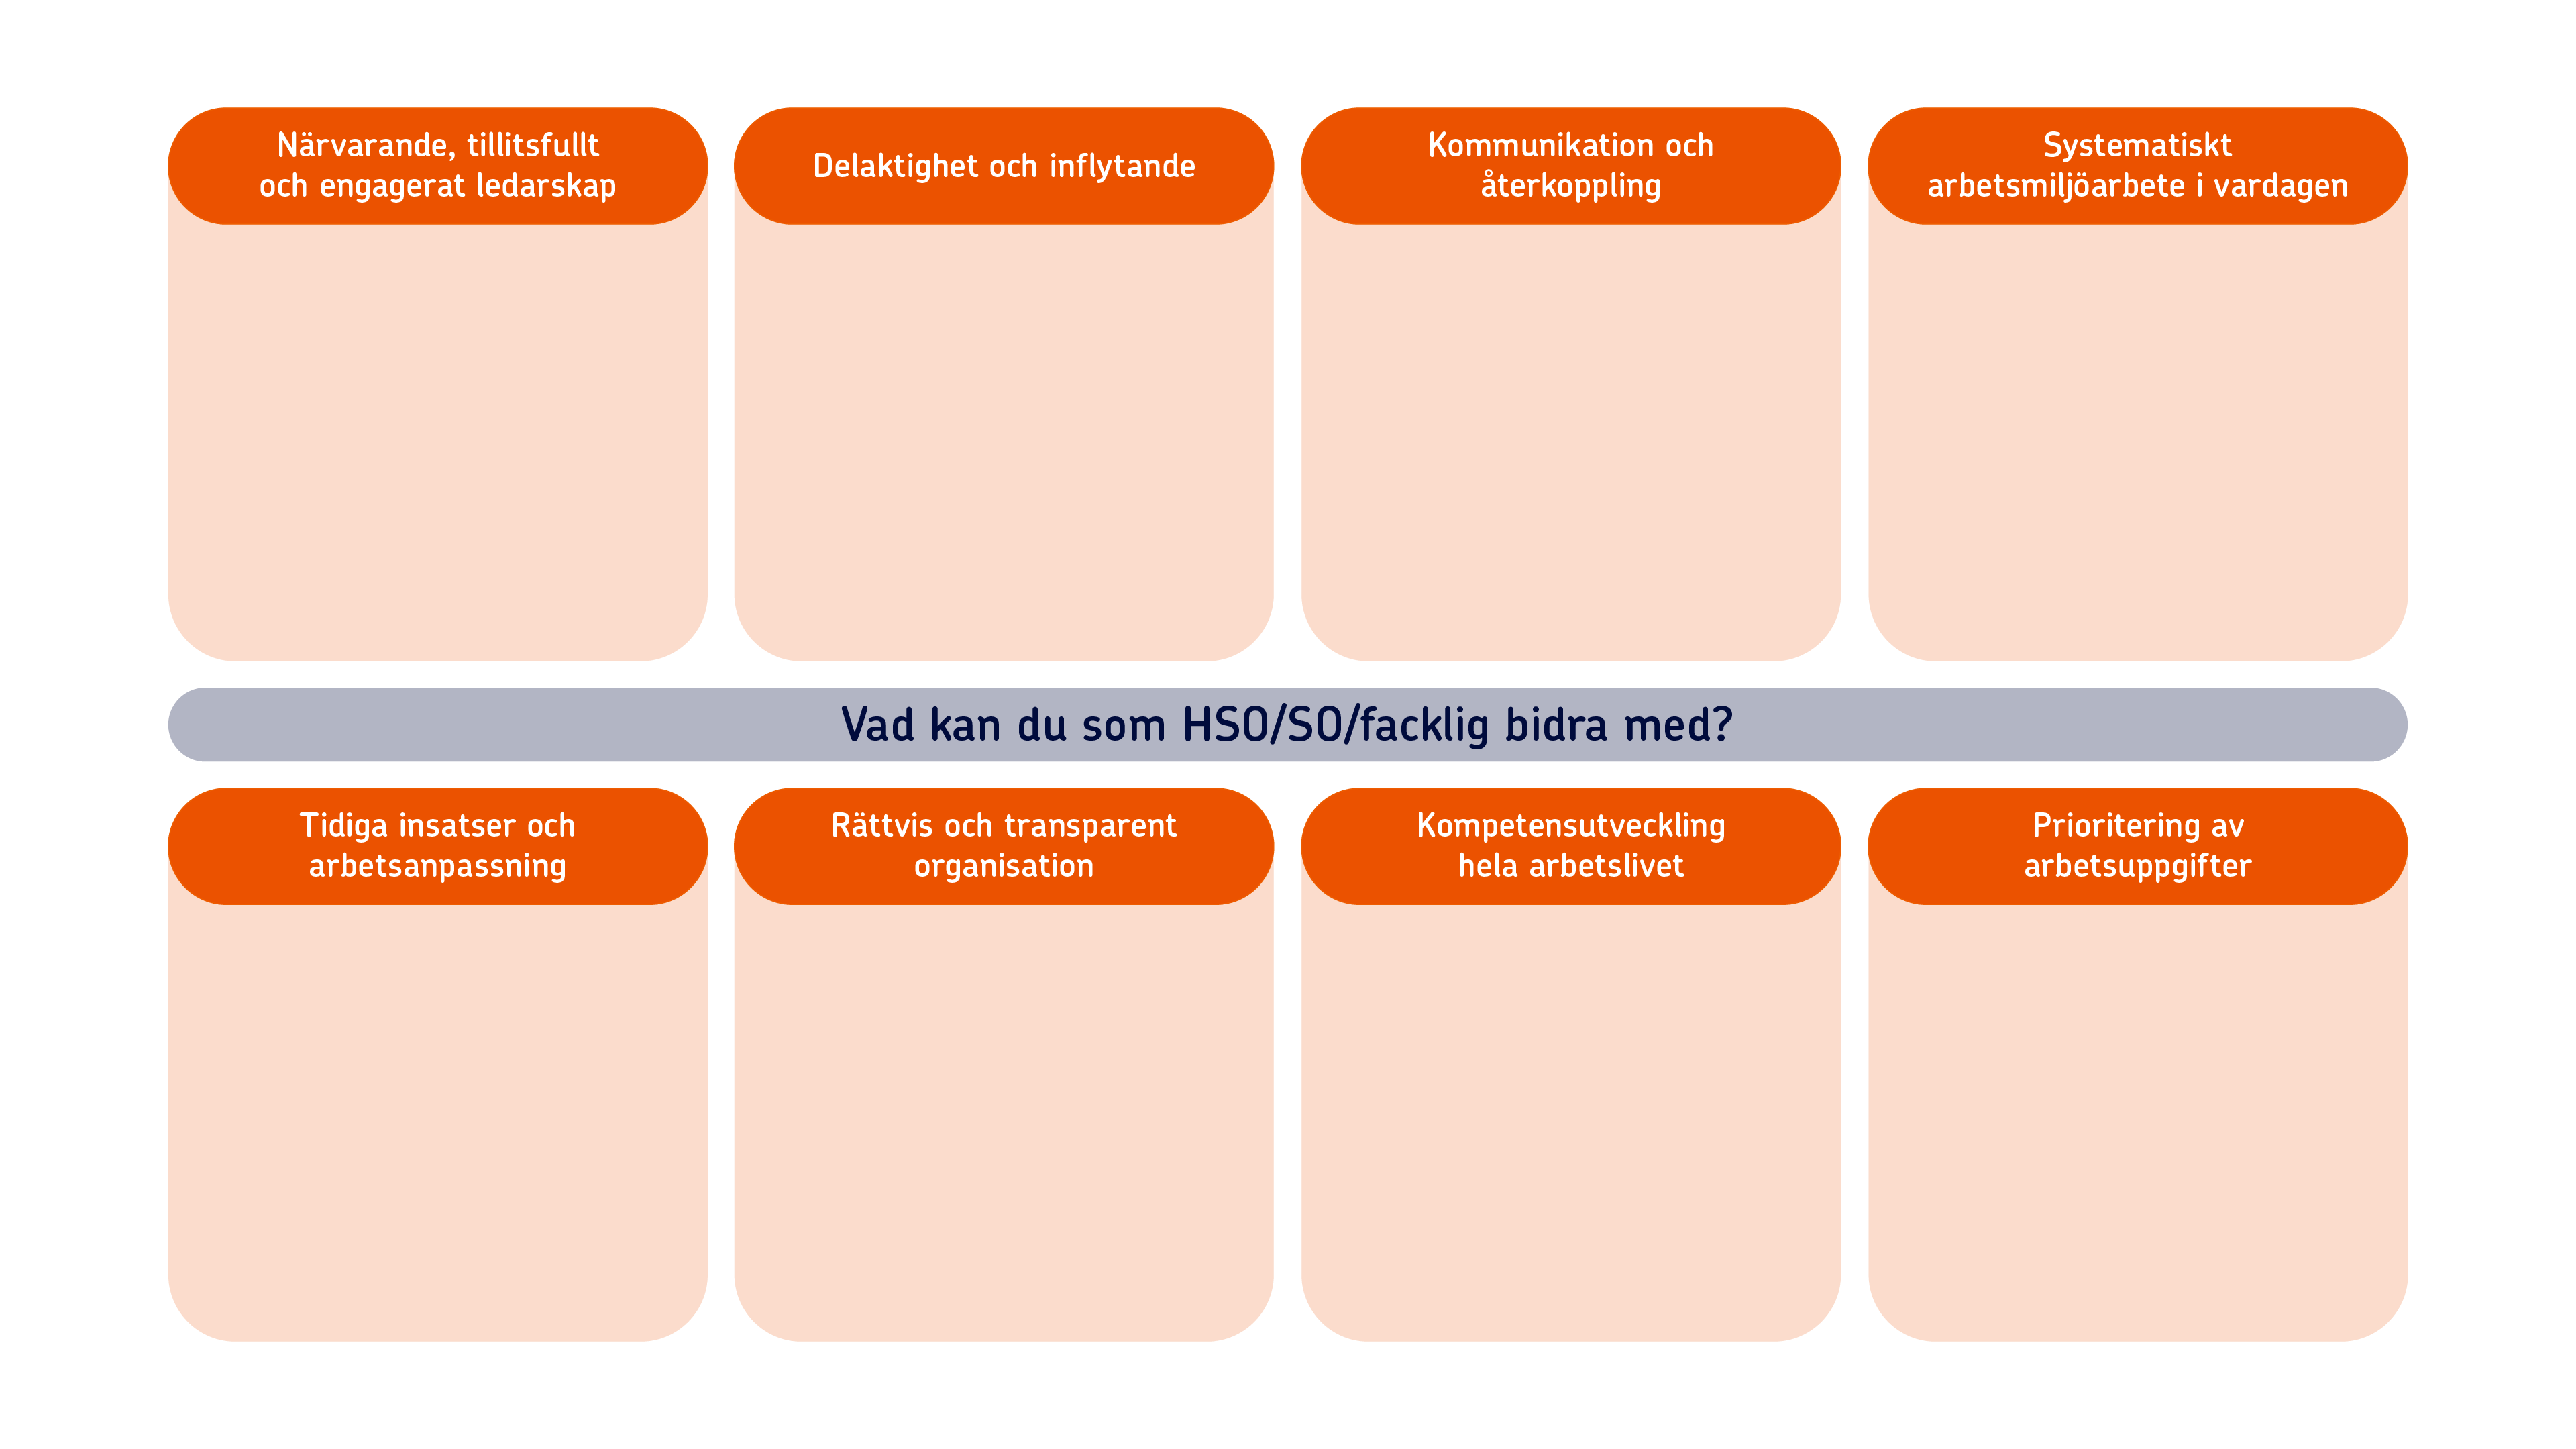 Närvarande, tillitsfullt
och engagerat ledarskap
Delaktighet och inflytande
Kommunikation och
återkoppling
Systematiskt
arbetsmiljöarbete i vardagen
Vad kan du som HSO/SO/facklig bidra med?
Tidiga insatser och
arbetsanpassning
Rättvis och transparent
organisation
Kompetensutveckling
hela arbetslivet
Prioritering av
arbetsuppgifter